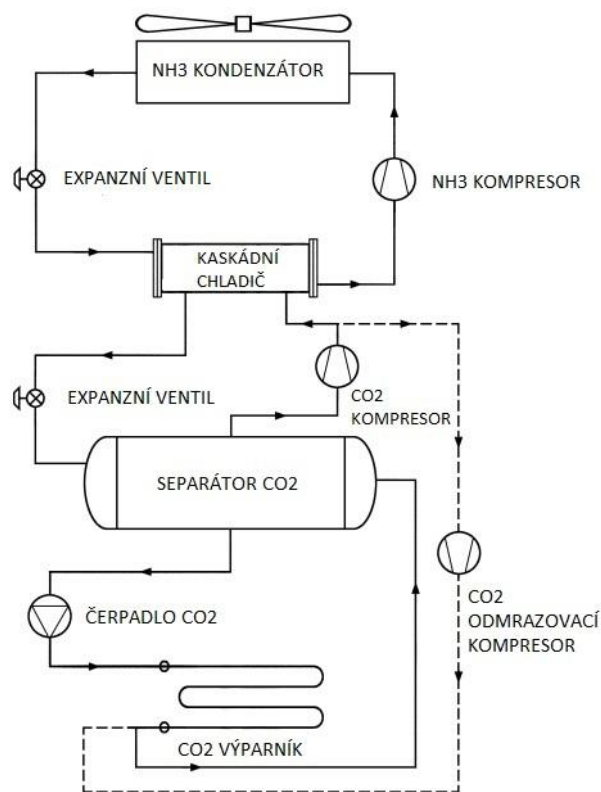 NH3 KONDENZÁTOR
EXPANZNÍ VENTIL
NH3 KOMPRESOR
KASKÁDNÍ
CHLADIČ
EXPANZNÍ VENTIL
CO2
KOMPRESOR
SEPARÁTOR CO2
ČERPADLO CO2
CO2
ODMRAZOVACÍ
KOMPRESOR
CO2 VÝPARNÍK